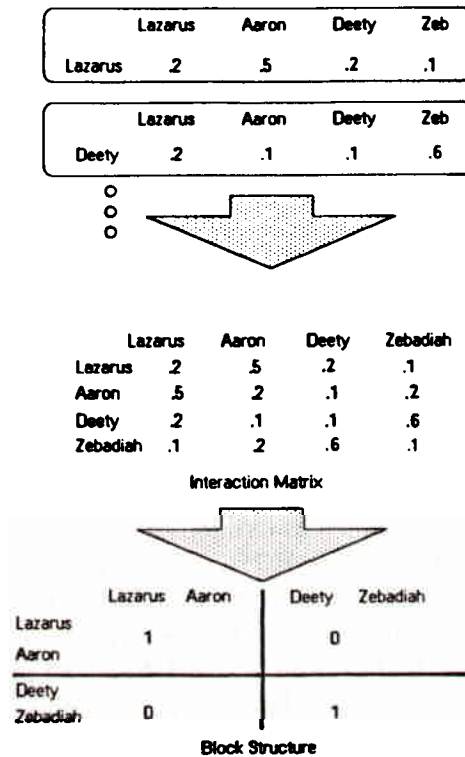 Lazarus Aaron Deety Zeb
Lazarus .2 .5 .2 .1
Lazarus Aaron Deety Zeb
Deety .2 .1 .1 .6
Lazarus Aaron Deety Zebadiah
Lazarus .2 .5 .2 .1
Aaron .5 .2 .1 .2
Deety .2 .1 .1 .6
Zebadiah .1 .2 .6 .1
Interaction Matrix
Lazarus Aaron Deety Zebadiah
Lazarus
1 0
Aaron
Deety
Zebadiah 0 1
Block Structure